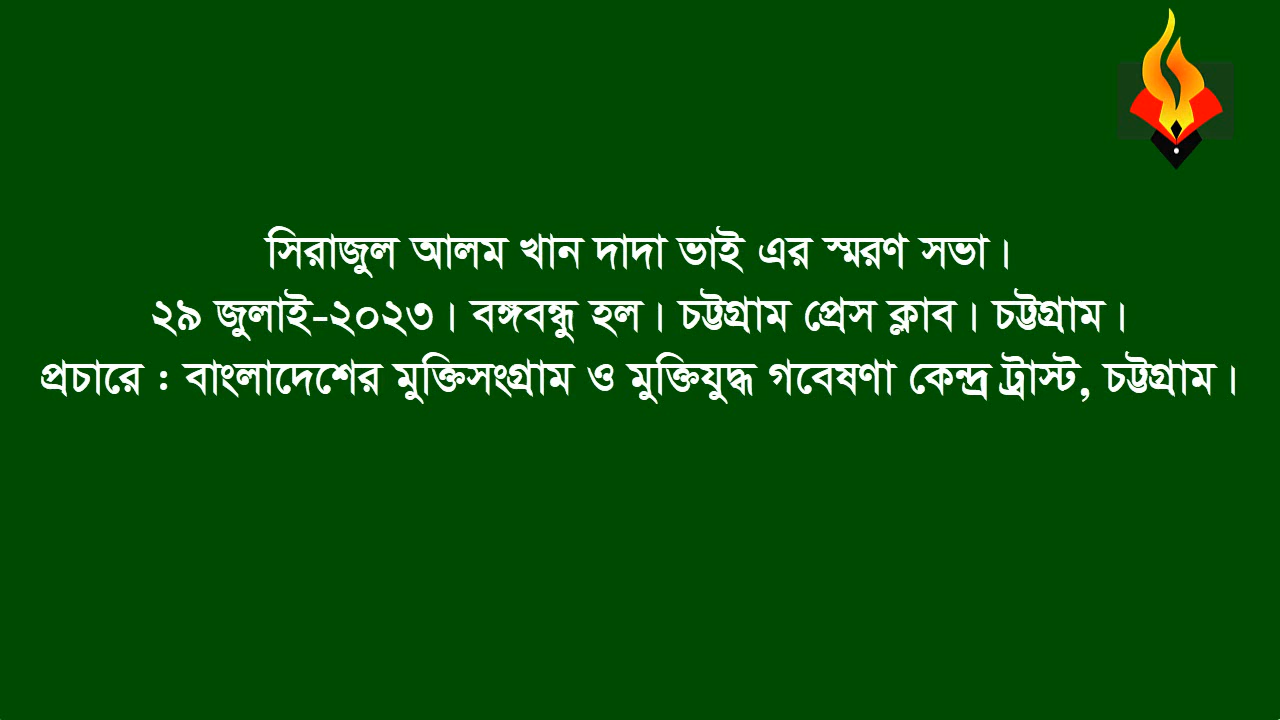 সিরাজুল আলম খান দাদা ভাই এর স্মরণ সভা।
২৯ জুলাই-২০২৩। বঙ্গবন্ধু হল। চট্টগ্রাম প্রেস ক্লাব। চট্টগ্রাম।
প্রচারে : বাংলাদেশের মুক্তিসংগ্রাম ও মুক্তিযুদ্ধ গবেষণা কেন্দ্র ট্রাস্ট, চট্টগ্রাম।